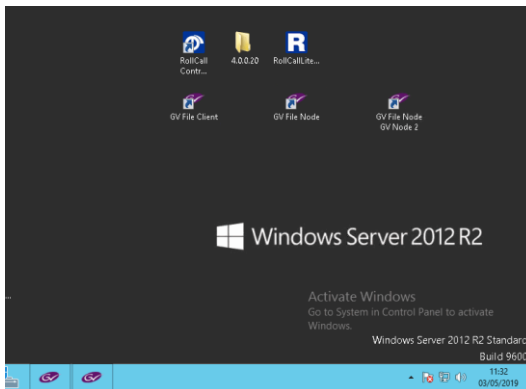 RollCall
Contr...
4.0.0.20
RollCallLite...
GV File Client
GV File Node
GV File Node
GV Node 2
Windows Server 2012 R2
...
Activate Windows
Go to System in Control Panel to activate
Windows.
Windows Server 2012 R2 Standard
Build 9600
11:32
03/05/2019